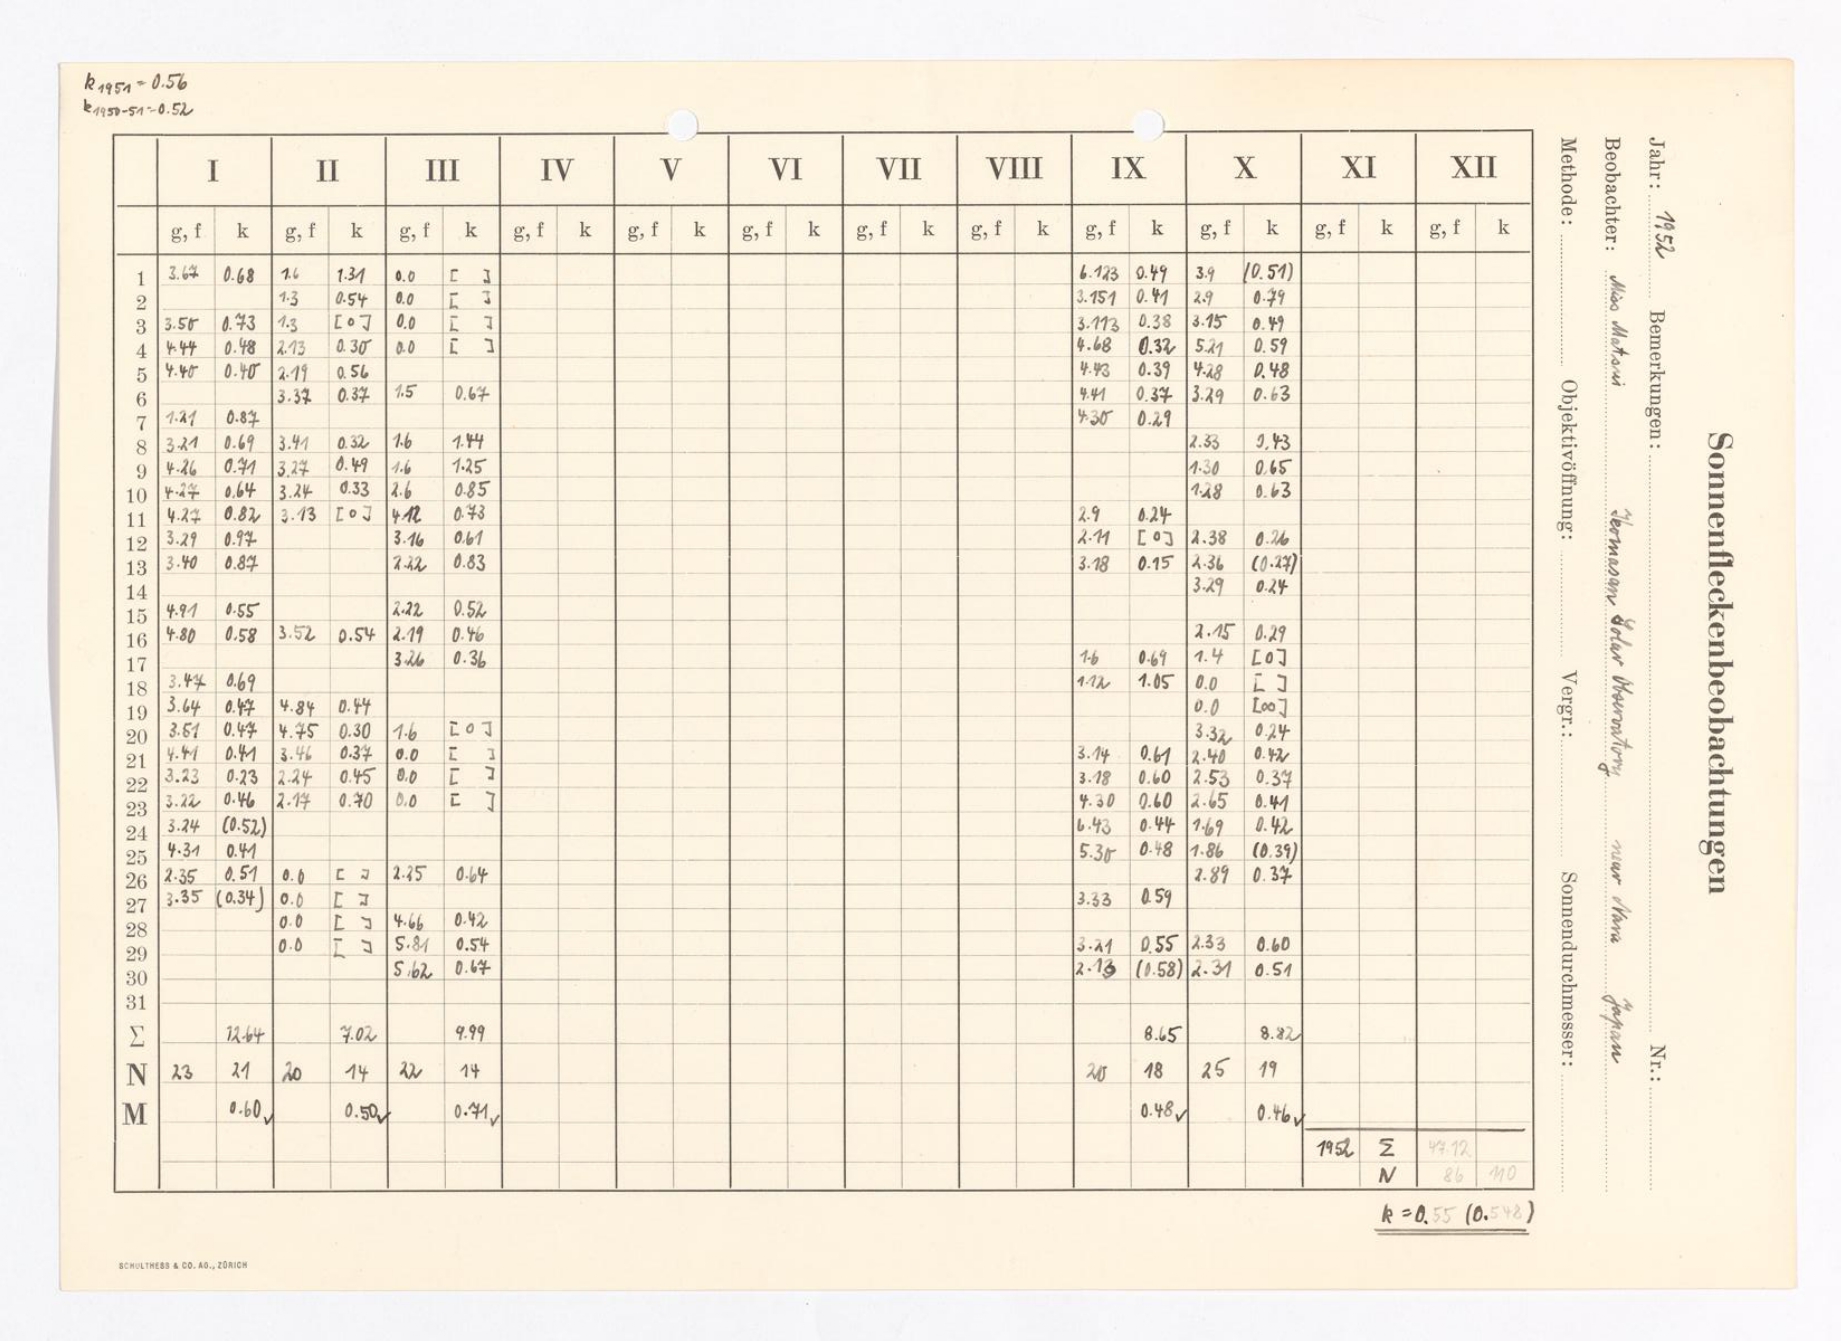 k1951 = 0.56
k1950-51 = 0.52
Sonnenfleckenbeobachtungen
Jahr: 1952 Bemerkungen: Nr.:
Beobachter: Miss Matsui Solar Observatory near Nara Japan
Methode: Objektivöffnung: Vergr.: Sonnendurchmesser:
I II III IV V VI VII VIII IX X XI XII
g, f k g, f k g, f k g, f k g, f k g, f k g, f k g, f k g, f k g, f k g, f k g, f k
1 3.67 0.68 1.6 1.31 0.0 [ ] 6.123 0.49 3.9 (0.51)
2 1.3 0.54 0.0 [ ] 3.151 0.41 2.9 0.79
3 3.50 0.73 1.3 [0] 0.0 [ ] 3.113 0.38 3.15 0.49
4 4.44 0.48 2.13 0.30 0.0 [ ] 4.68 0.32 5.21 0.59
5 4.40 0.40 2.19 0.56 4.43 0.39 4.28 0.48
6 3.37 0.37 1.5 0.67 4.41 0.37 3.29 0.63
7 1.21 0.87 4.30 0.29
8 3.21 0.69 3.41 0.32 1.6 1.44 2.33 0.43
9 4.26 0.71 3.27 0.49 1.6 1.25 1.30 0.65
10 4.27 0.64 3.24 0.33 2.6 0.85 1.28 0.63
11 4.27 0.82 3.13 [0] 4.12 0.73 2.9 0.24
12 3.29 0.97 3.16 0.61 2.11 [0] 2.38 0.26
13 3.40 0.87 2.22 0.83 3.18 0.15 2.36 (0.27)
14 3.29 0.24
15 4.91 0.55 2.22 0.52
16 4.80 0.58 3.52 0.54 2.19 0.46 2.15 0.29
17 3.26 0.36 1.6 0.69 1.4 [0]
18 3.47 0.69 1.12 1.05 0.0 [ ]
19 3.64 0.47 4.84 0.44 0.0 [∞]
20 3.51 0.47 4.75 0.30 1.6 [0] 3.32 0.24
21 4.41 0.41 3.46 0.37 0.0 [ ] 3.14 0.61 2.40 0.42
22 3.23 0.23 2.24 0.45 0.0 [ ] 3.18 0.60 2.53 0.37
23 3.22 0.46 2.17 0.70 0.0 [ ] 4.30 0.60 2.65 0.41
24 3.24 (0.52) 6.43 0.44 1.69 0.42
25 4.31 0.41 5.30 0.48 1.86 (0.39)
26 2.35 0.51 0.0 [ ] 2.25 0.64 2.89 0.37
27 3.35 (0.34) 0.0 [ ] 3.33 0.59
28 0.0 [ ] 4.66 0.42
29 0.0 [ ] 5.81 0.54 3.21 0.55 2.33 0.60
30 5.62 0.67 2.13 (0.58) 2.31 0.51
31
Σ 12.64 7.02 9.99 8.65 8.82
N 23 21 20 14 22 14 20 18 25 19
M 0.60✓ 0.50✓ 0.71✓ 0.48✓ 0.46✓
1952 Σ 47.12
N 86 110
k = 0.55 (0.548)
SCHULTHESS & CO. AG., ZÜRICH